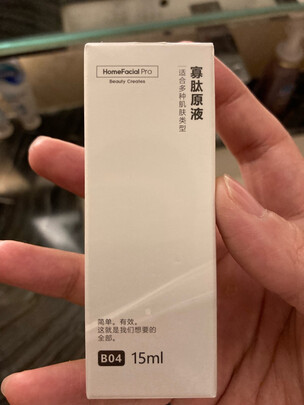 HomeFacial Pro
Beauty Creates
寡肽原液
适合多种肌肤类型
简单。有效。
这就是我们想要的
全部。
B04 15ml